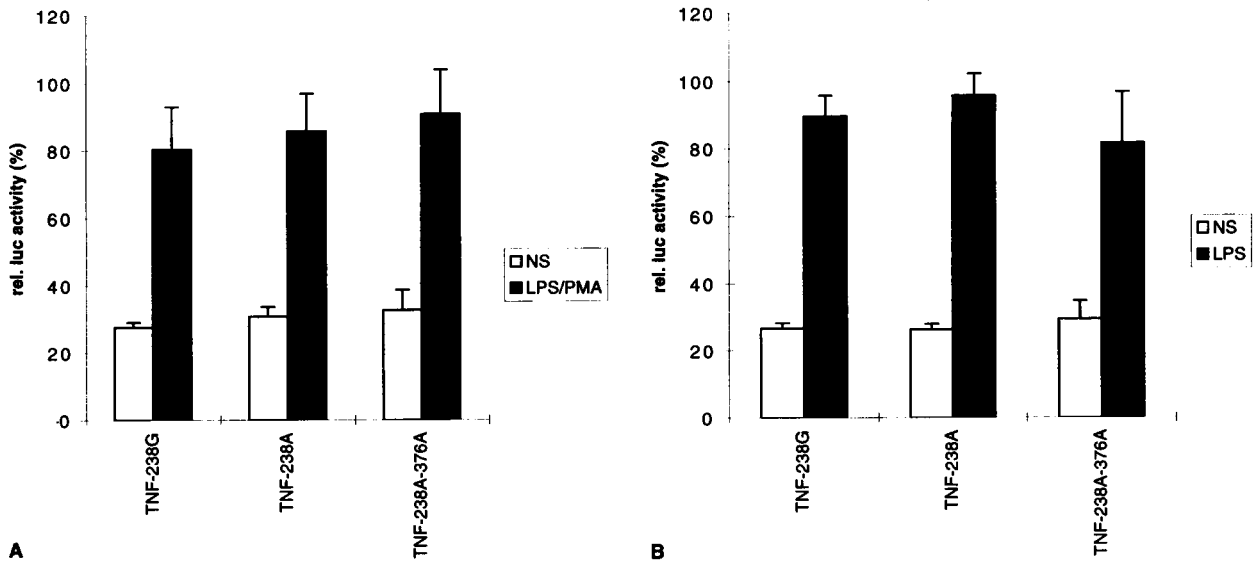 120
100
80
60
40
20
0
rel. luc activity (%)
NS
LPS/PMA
TNF-238G
TNF-238A
TNF-238A-376A
A
120
100
80
60
40
20
0
rel. luc activity (%)
NS
LPS
TNF-238G
TNF-238A
TNF-238A-376A
B